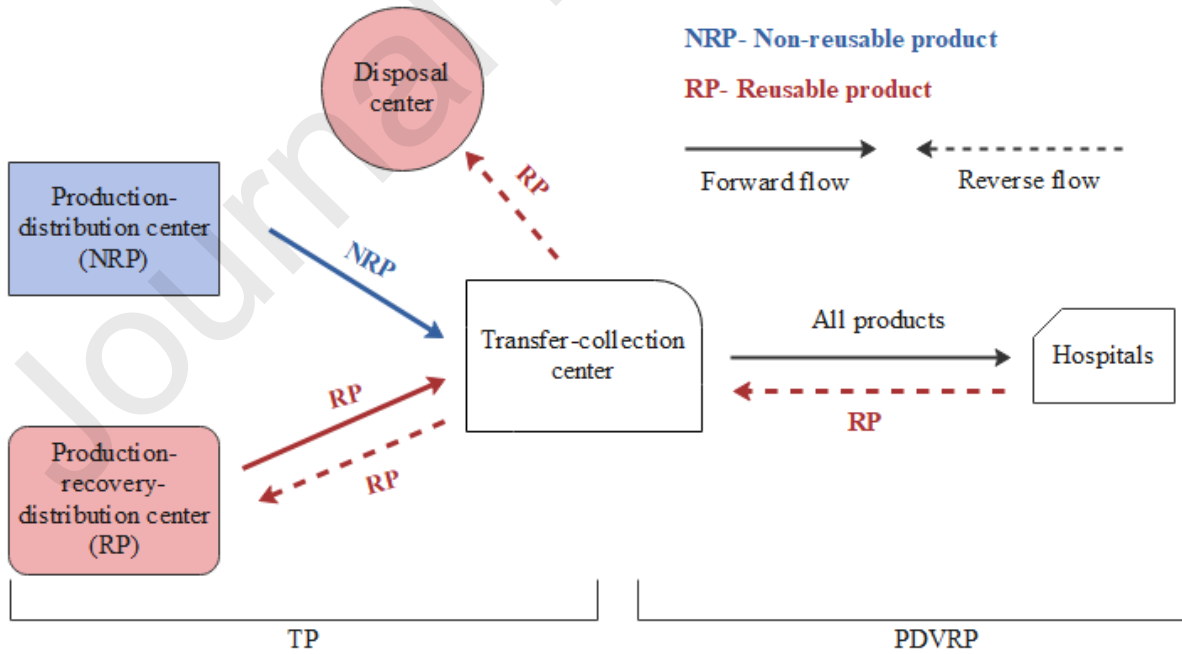 Journal
NRP- Non-reusable product
RP- Reusable product
Forward flow
Reverse flow
Disposal
center
RP
Production-
distribution center
(NRP)
NRP
Transfer-collection
center
All products
RP
Hospitals
RP
RP
Production-
recovery-
distribution center
(RP)
TP
PDVRP